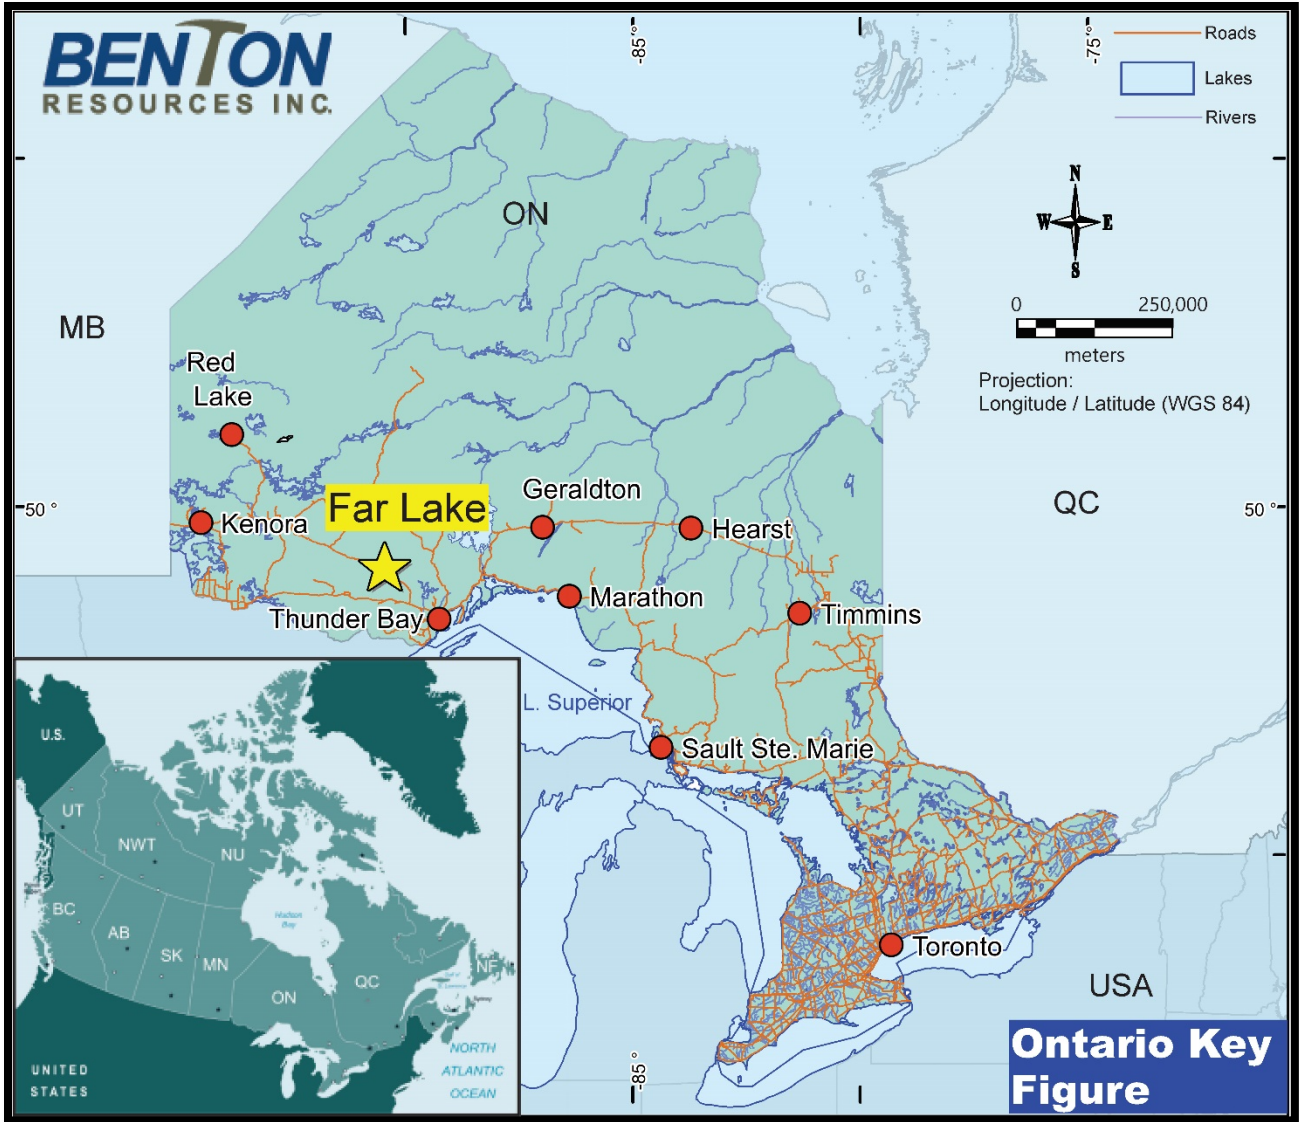 BENTON
RESOURCES INC.
-85°
-75°
Roads
Lakes
Rivers
N
W
E
S
0
250,000
meters
Projection:
Longitude / Latitude (WGS 84)
ON
MB
Red
Lake
50 °
Kenora
Far Lake
Geraldton
Hearst
QC
50 °
Marathon
Thunder Bay
Timmins
L. Superior
Sault Ste. Marie
Toronto
USA
-85°
Ontario Key
Figure
U.S.
UT
NWT
NU
BC
AB
SK
MN
Hudson
Bay
ON
QC
NF
NORTH
ATLANTIC
OCEAN
UNITED
STATES